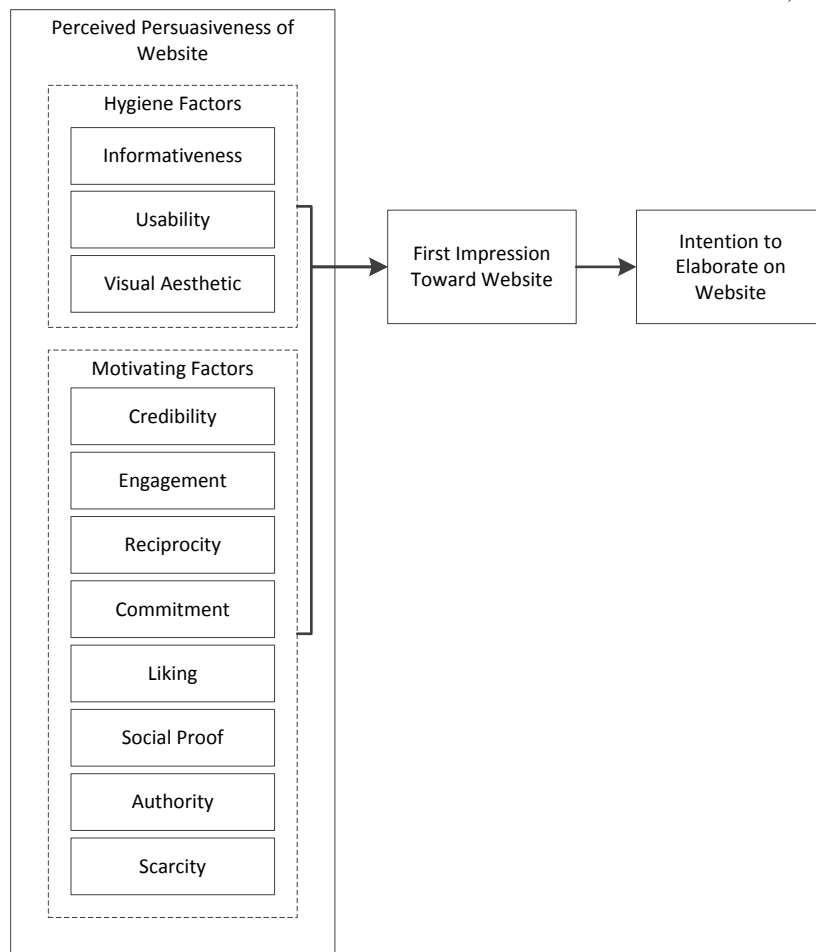 Perceived Persuasiveness of
Website
Hygiene Factors
Informativeness
Usability
Visual Aesthetic
First Impression
Toward Website
Intention to
Elaborate on
Website
Motivating Factors
Credibility
Engagement
Reciprocity
Commitment
Liking
Social Proof
Authority
Scarcity